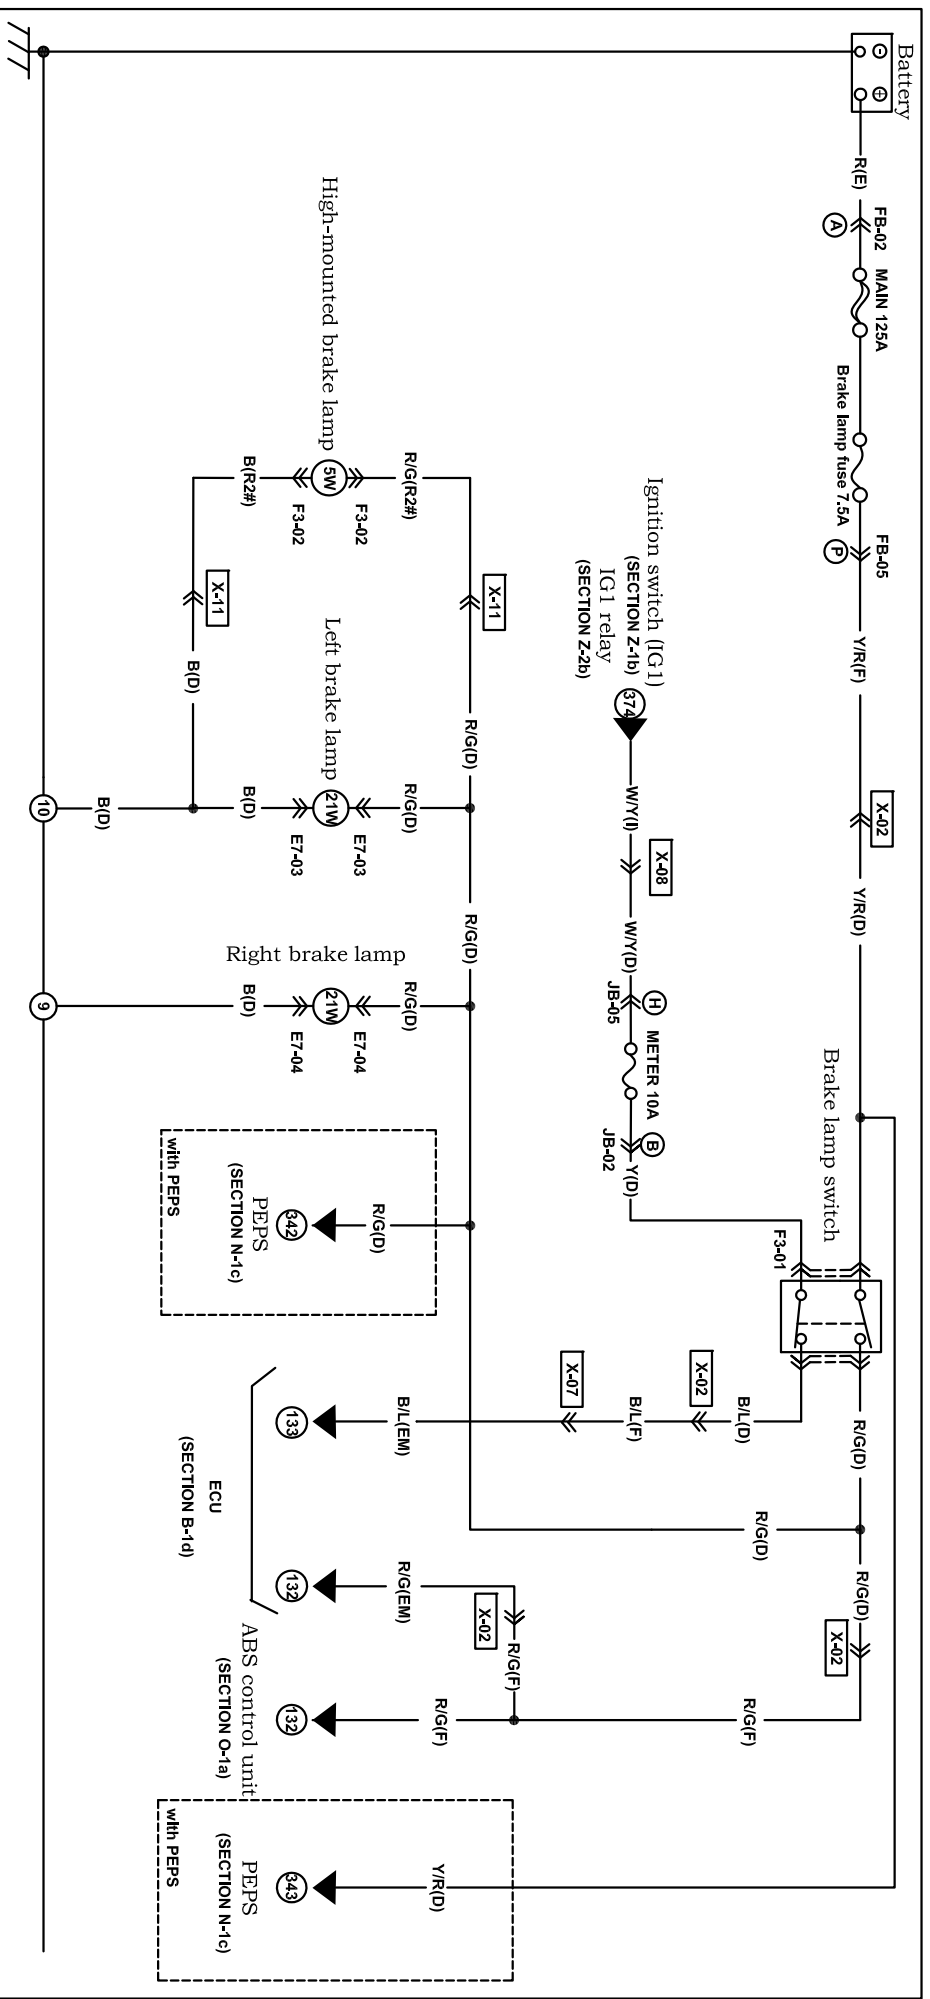 Battery
R(E)
FB-02
A
MAIN 125A
Brake lamp fuse 7.5A
FB-05
P
Y/R(F)
X-02
Y/R(D)
Brake lamp switch
F3-01
R/G(D)
R/G(D)
X-02
Ignition switch (IG1)
(SECTION Z-1b)
IG1 relay
(SECTION Z-2b)
374
W/Y(I)
X-08
W/Y(D)
H
JB-05
METER 10A
B
JB-02
Y(D)
X-02
B/L(D)
B/L(F)
X-07
B/L(EM)
R/G(D)
R/G(F)
R/G(F)
X-02
R/G(EM)
R/G(F)
Y/R(D)
High-mounted brake lamp
R/G(R2#)
F3-02
5W
F3-02
B(R2#)
X-11
X-11
B(D)
R/G(D)
Left brake lamp
R/G(D)
E7-03
21W
E7-03
B(D)
B(D)
10
R/G(D)
Right brake lamp
R/G(D)
E7-04
21W
E7-04
B(D)
9
R/G(D)
342
PEPS
(SECTION N-1c)
with PEPS
133
132
ECU
(SECTION B-1d)
132
ABS control unit
(SECTION O-1a)
343
PEPS
(SECTION N-1c)
with PEPS